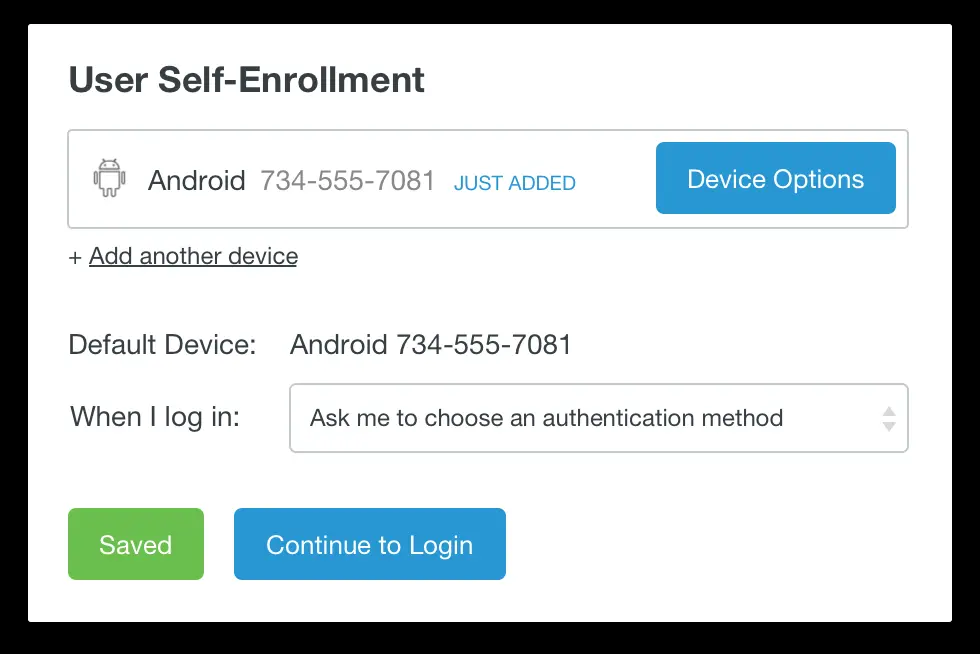 User Self-Enrollment
Android 734-555-7081 JUST ADDED Device Options
+ Add another device
Default Device: Android 734-555-7081
When I log in: Ask me to choose an authentication method
Saved Continue to Login